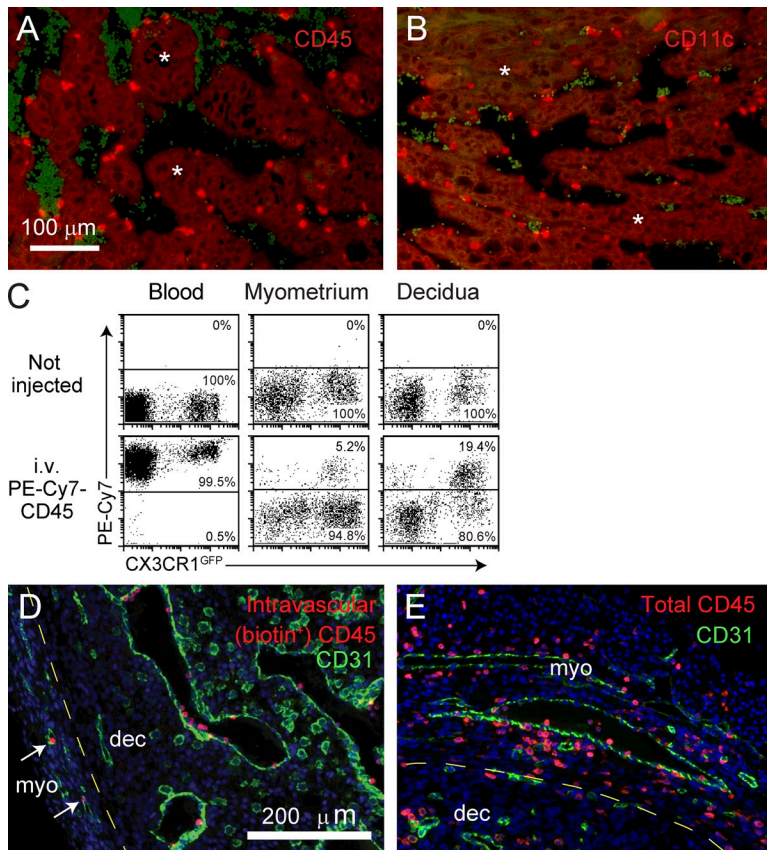 A
CD45
*
*
100 μm
B
CD11c
*
*
C
Blood
Myometrium
Decidua
Not
injected
0%
100%
0%
100%
0%
100%
i.v.
PE-Cy7-
CD45
PE-Cy7
99.5%
0.5%
5.2%
94.8%
19.4%
80.6%
CX3CR1GFP
D
Intravascular
(biotin+) CD45
CD31
dec
myo
200 μm
E
Total CD45
CD31
myo
dec